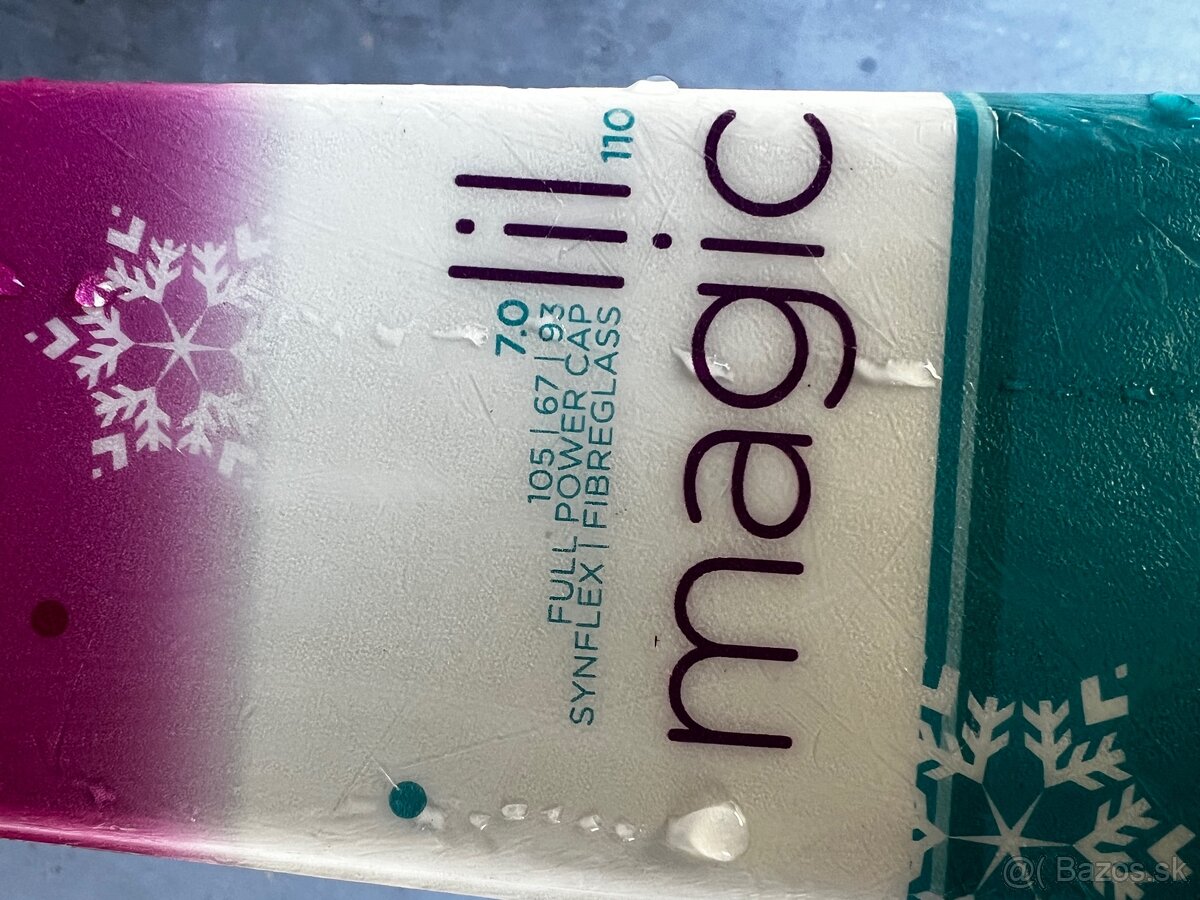 7.0 lil 110
105 | 67 | 93
FULL POWER CAP
SYNFLEX | FIBREGLASS
magic
@( Bazos.sk